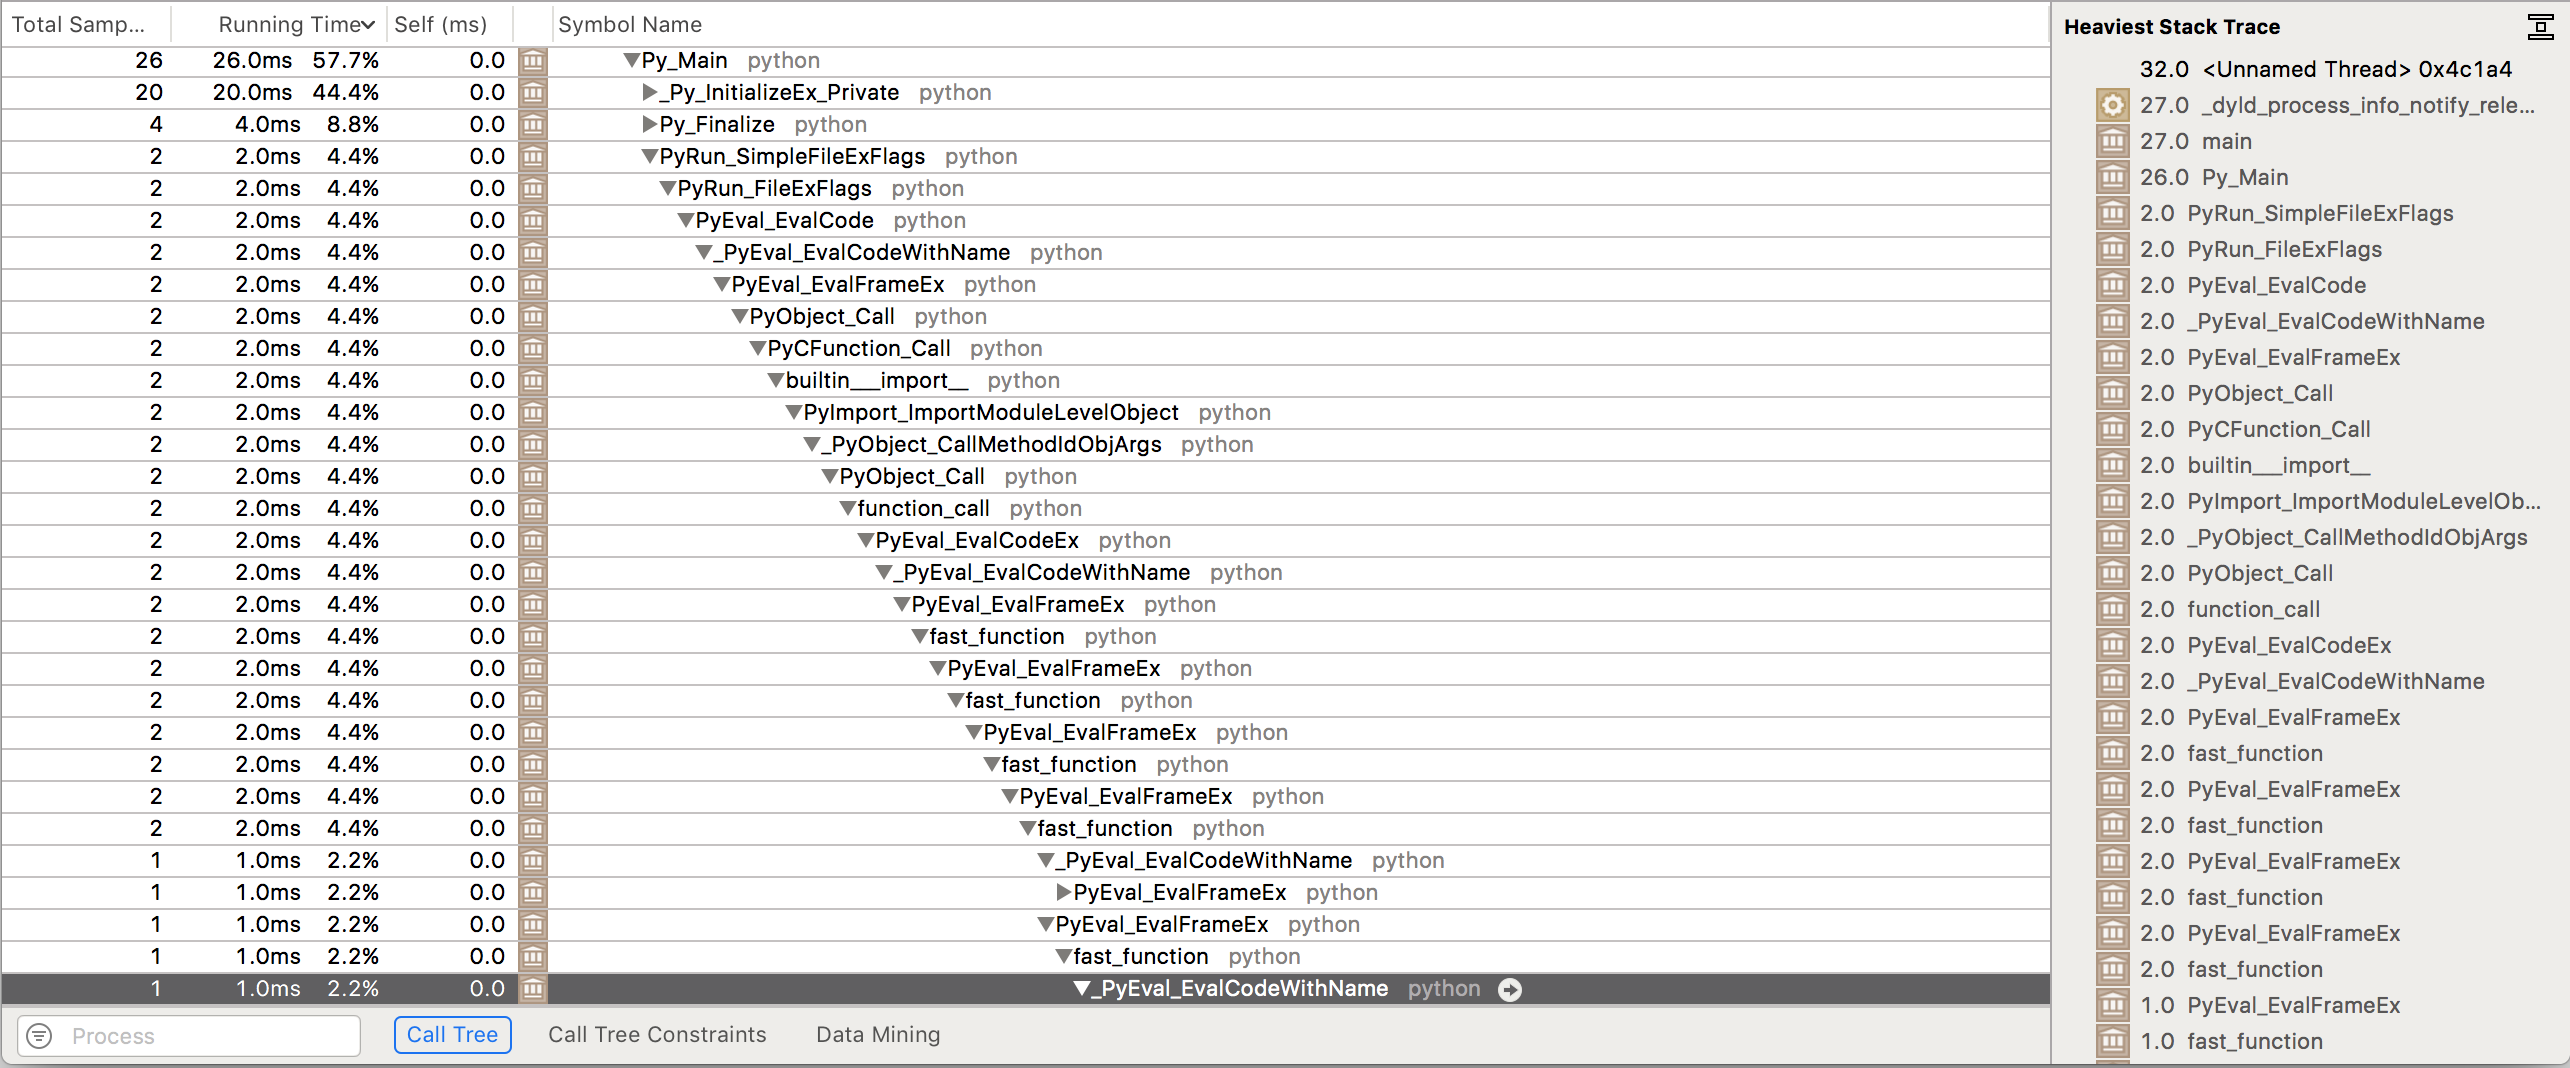 Total Samp... Running Time Self (ms) Symbol Name
26 26.0ms 57.7% 0.0 Py_Main python
20 20.0ms 44.4% 0.0 _Py_InitializeEx_Private python
4 4.0ms 8.8% 0.0 Py_Finalize python
2 2.0ms 4.4% 0.0 PyRun_SimpleFileExFlags python
2 2.0ms 4.4% 0.0 PyRun_FileExFlags python
2 2.0ms 4.4% 0.0 PyEval_EvalCode python
2 2.0ms 4.4% 0.0 _PyEval_EvalCodeWithName python
2 2.0ms 4.4% 0.0 PyEval_EvalFrameEx python
2 2.0ms 4.4% 0.0 PyObject_Call python
2 2.0ms 4.4% 0.0 PyCFunction_Call python
2 2.0ms 4.4% 0.0 builtin___import__ python
2 2.0ms 4.4% 0.0 PyImport_ImportModuleLevelObject python
2 2.0ms 4.4% 0.0 _PyObject_CallMethodIdObjArgs python
2 2.0ms 4.4% 0.0 PyObject_Call python
2 2.0ms 4.4% 0.0 function_call python
2 2.0ms 4.4% 0.0 PyEval_EvalCodeEx python
2 2.0ms 4.4% 0.0 _PyEval_EvalCodeWithName python
2 2.0ms 4.4% 0.0 PyEval_EvalFrameEx python
2 2.0ms 4.4% 0.0 fast_function python
2 2.0ms 4.4% 0.0 PyEval_EvalFrameEx python
2 2.0ms 4.4% 0.0 fast_function python
2 2.0ms 4.4% 0.0 PyEval_EvalFrameEx python
2 2.0ms 4.4% 0.0 fast_function python
2 2.0ms 4.4% 0.0 PyEval_EvalFrameEx python
2 2.0ms 4.4% 0.0 fast_function python
1 1.0ms 2.2% 0.0 _PyEval_EvalCodeWithName python
1 1.0ms 2.2% 0.0 PyEval_EvalFrameEx python
1 1.0ms 2.2% 0.0 PyEval_EvalFrameEx python
1 1.0ms 2.2% 0.0 fast_function python
1 1.0ms 2.2% 0.0 _PyEval_EvalCodeWithName python
Process Call Tree Call Tree Constraints Data Mining
Heaviest Stack Trace
32.0 <Unnamed Thread> 0x4c1a4
27.0 _dyld_process_info_notify_rele...
27.0 main
26.0 Py_Main
2.0 PyRun_SimpleFileExFlags
2.0 PyRun_FileExFlags
2.0 PyEval_EvalCode
2.0 _PyEval_EvalCodeWithName
2.0 PyEval_EvalFrameEx
2.0 PyObject_Call
2.0 PyCFunction_Call
2.0 builtin___import__
2.0 PyImport_ImportModuleLevelOb...
2.0 _PyObject_CallMethodIdObjArgs
2.0 PyObject_Call
2.0 function_call
2.0 PyEval_EvalCodeEx
2.0 _PyEval_EvalCodeWithName
2.0 PyEval_EvalFrameEx
2.0 fast_function
2.0 PyEval_EvalFrameEx
2.0 fast_function
2.0 PyEval_EvalFrameEx
2.0 fast_function
2.0 PyEval_EvalFrameEx
2.0 fast_function
1.0 PyEval_EvalFrameEx
1.0 fast_function